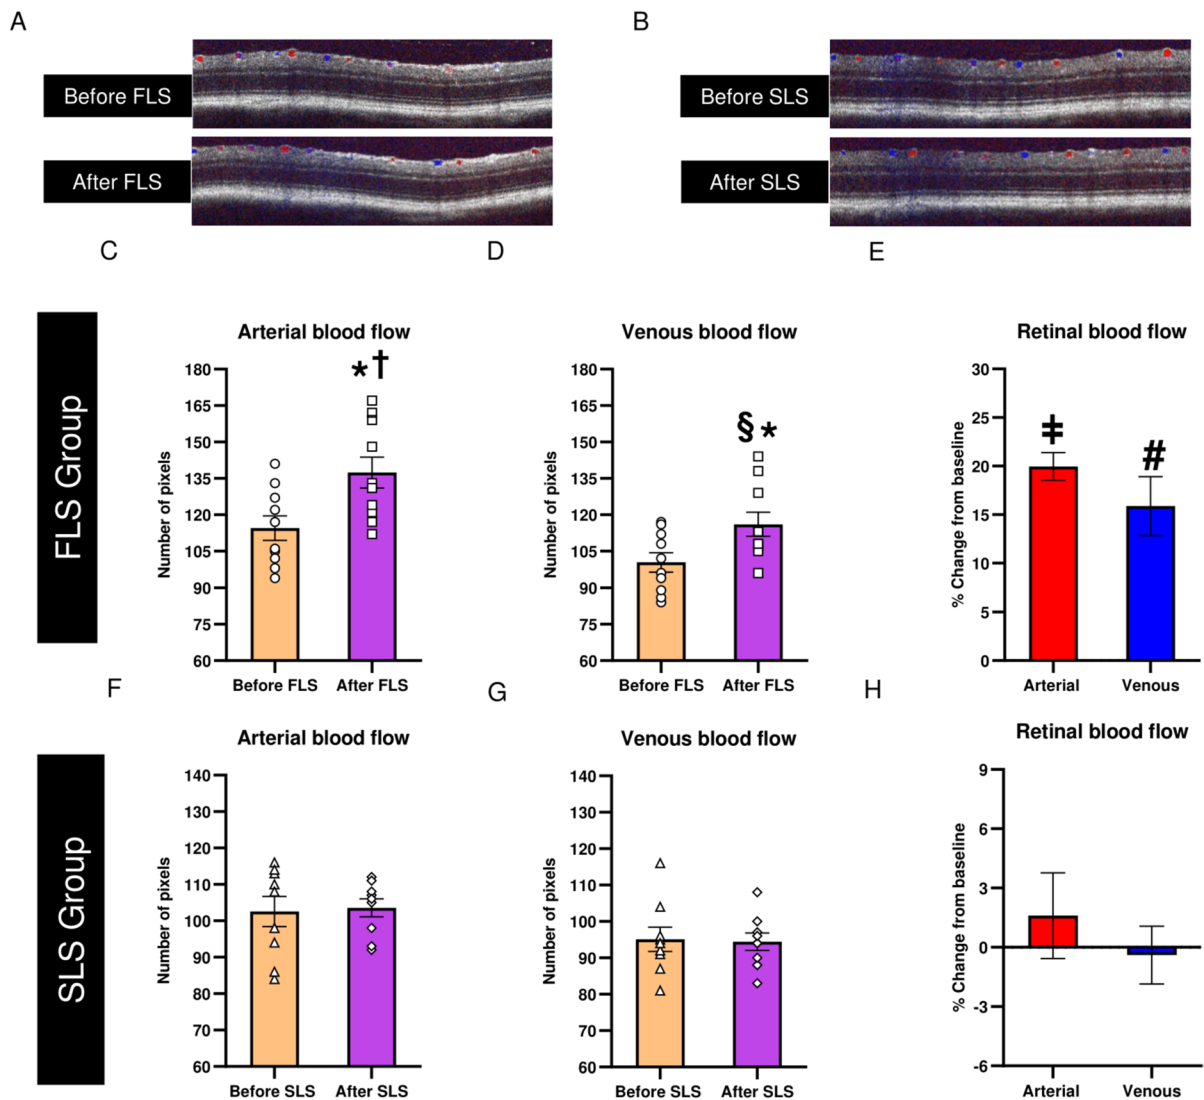 A
B
Before FLS
Before SLS
After FLS
After SLS
C
D
E
FLS Group
Arterial blood flow
*†
180
165
150
135
120
105
90
75
60
Number of pixels
Before FLS
After FLS
Venous blood flow
§*
180
165
150
135
120
105
90
75
60
Number of pixels
Before FLS
After FLS
Retinal blood flow
‡
#
30
25
20
15
10
5
0
% Change from baseline
Arterial
Venous
F
G
H
SLS Group
Arterial blood flow
140
130
120
110
100
90
80
70
60
Number of pixels
Before SLS
After SLS
Venous blood flow
140
130
120
110
100
90
80
70
60
Number of pixels
Before SLS
After SLS
Retinal blood flow
9
6
3
0
-3
-6
% Change from baseline
Arterial
Venous